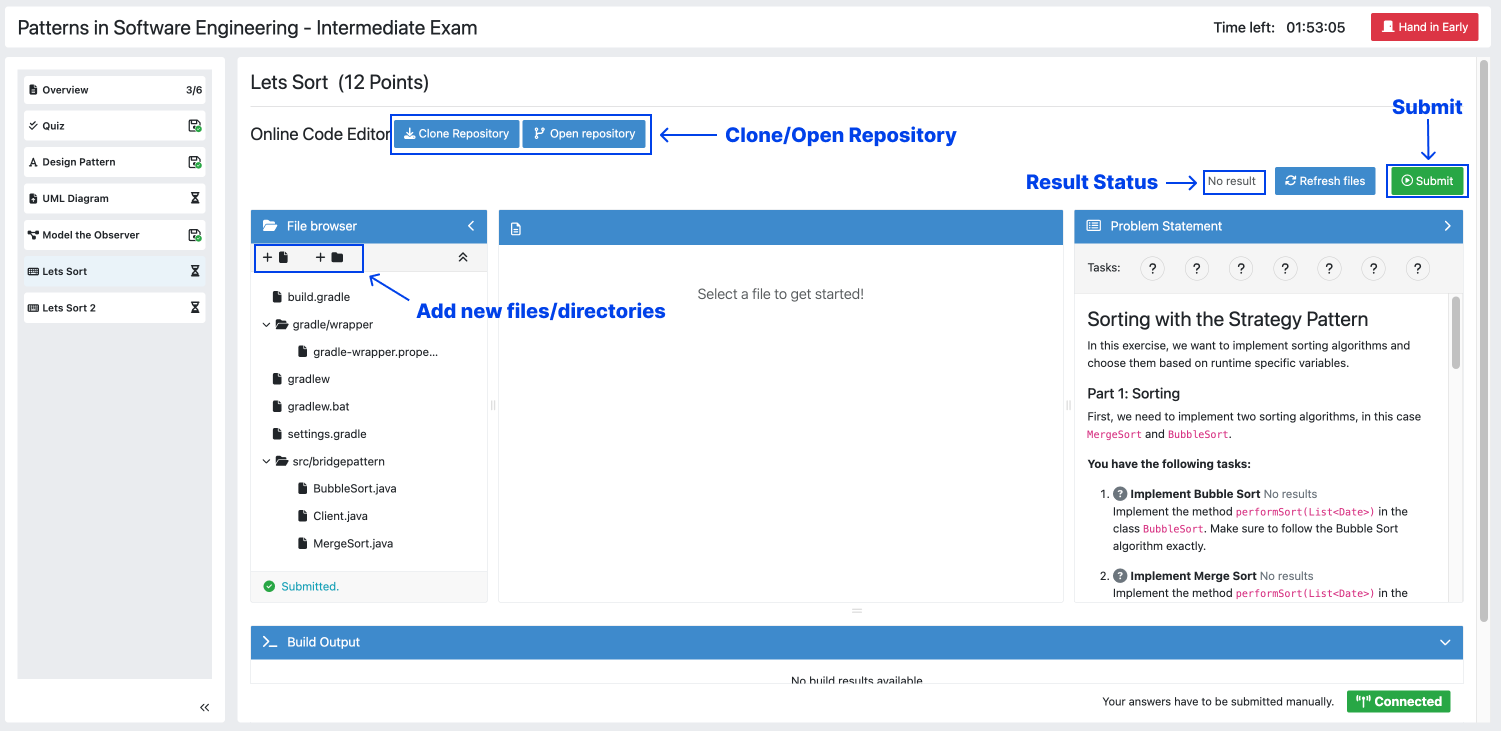 Patterns in Software Engineering - Intermediate Exam
Time left: 01:53:05
Hand in Early
Overview 3/6
Quiz
Design Pattern
UML Diagram
Model the Observer
Lets Sort
Lets Sort 2
Lets Sort (12 Points)
Submit
Online Code Editor
Clone Repository
Open repository
Clone/Open Repository
Result Status
No result
Refresh files
Submit
File browser
build.gradle
gradle/wrapper
gradle-wrapper.prope...
gradlew
gradlew.bat
settings.gradle
src/bridgepattern
BubbleSort.java
Client.java
MergeSort.java
Submitted.
Add new files/directories
Select a file to get started!
Problem Statement
Tasks: ? ? ? ? ? ? ?
Sorting with the Strategy Pattern
In this exercise, we want to implement sorting algorithms and
choose them based on runtime specific variables.
Part 1: Sorting
First, we need to implement two sorting algorithms, in this case
MergeSort and BubbleSort.
You have the following tasks:
1. ? Implement Bubble Sort No results
Implement the method performSort(List<Date>) in the
class BubbleSort. Make sure to follow the Bubble Sort
algorithm exactly.
2. ? Implement Merge Sort No results
Implement the method performSort(List<Date>) in the
Build Output
No build results available
Your answers have to be submitted manually.
Connected